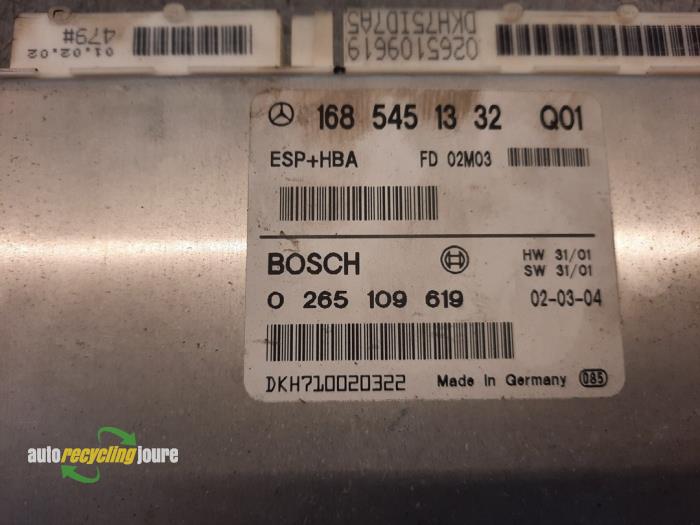 01.02.02
479#
0265109619
DKH75ID7A5
168 545 13 32 Q01
ESP+HBA FD 02M03
BOSCH
HW 31/01
SW 31/01
0 265 109 619 02-03-04
DKH710020322 Made In Germany 085
autorecyclingjoure